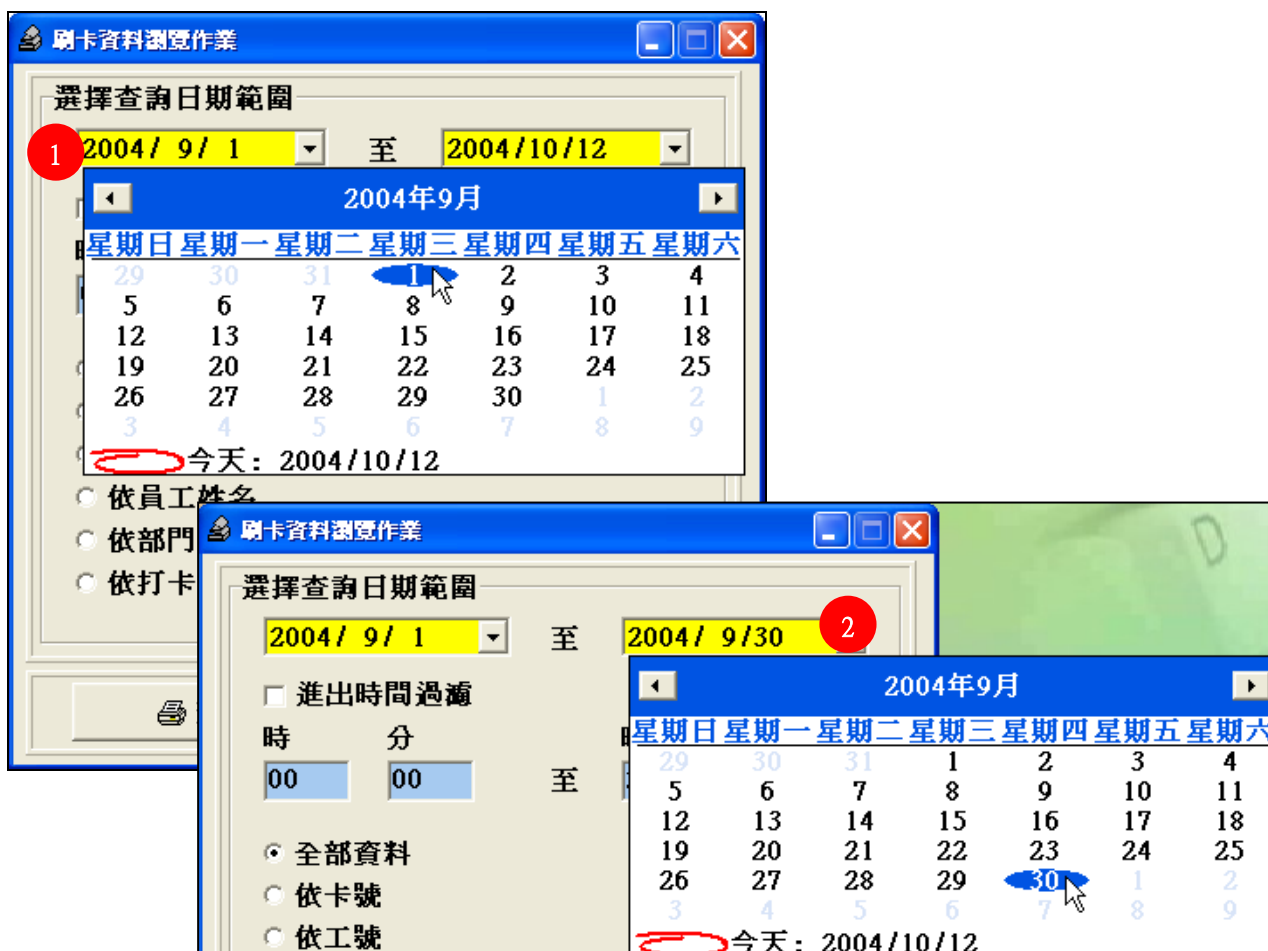 刷卡資料瀏覽作業
選擇查詢日期範圍
1
2004/ 9/ 1 至 2004/10/12
2004年9月
星期日 星期一 星期二 星期三 星期四 星期五 星期六
29 30 31 1 2 3 4
5 6 7 8 9 10 11
12 13 14 15 16 17 18
19 20 21 22 23 24 25
26 27 28 29 30 1 2
3 4 5 6 7 8 9
今天: 2004/10/12
依員工姓名
依部門
依打卡
刷卡資料瀏覽作業
選擇查詢日期範圍
2004/ 9/ 1 至 2004/ 9/30
2
進出時間過濾
時 分
00 00 至
2004年9月
星期日 星期一 星期二 星期三 星期四 星期五 星期六
29 30 31 1 2 3 4
5 6 7 8 9 10 11
12 13 14 15 16 17 18
19 20 21 22 23 24 25
26 27 28 29 30 1 2
3 4 5 6 7 8 9
今天: 2004/10/12
全部資料
依卡號
依工號